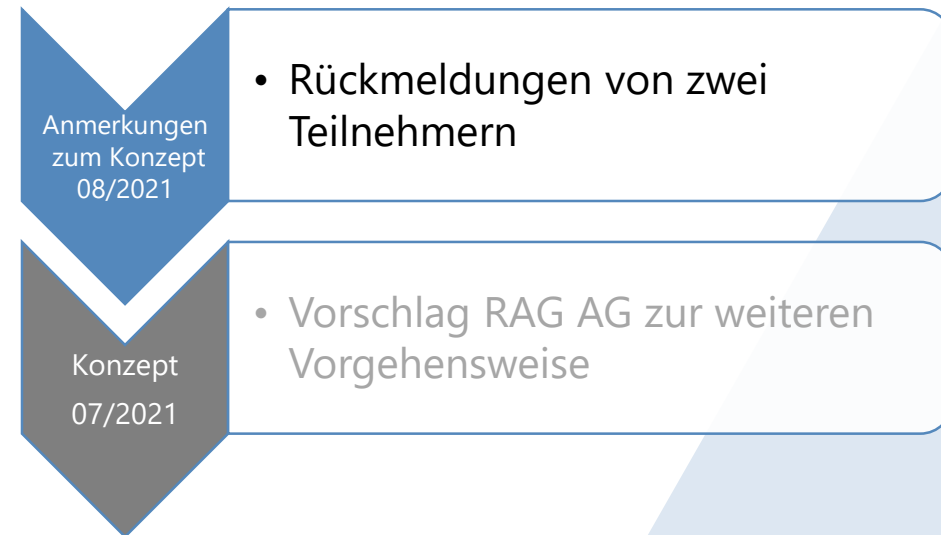 Anmerkungen
zum Konzept
08/2021
• Rückmeldungen von zwei
Teilnehmern
Konzept
07/2021
• Vorschlag RAG AG zur weiteren
Vorgehensweise